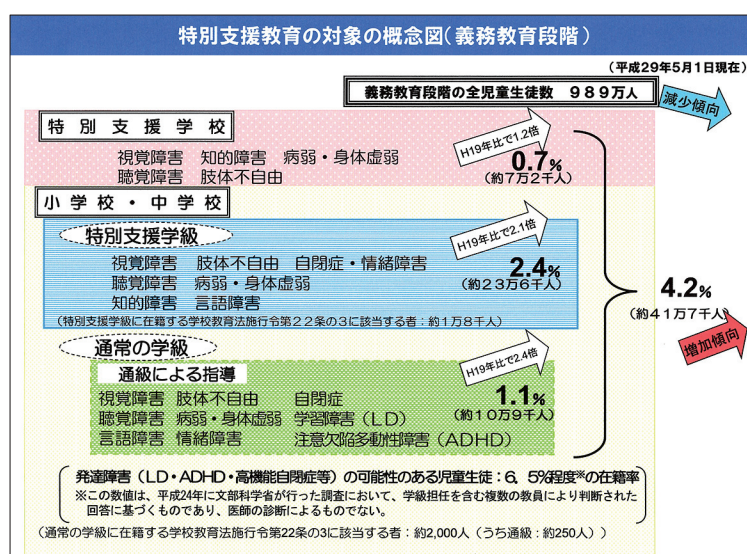 特別支援教育の対象の概念図(義務教育段階)
(平成29年5月1日現在)
義務教育段階の全児童生徒数 989万人
減少傾向
特別支援学校
H19年比で1.2倍
視覚障害 知的障害 病弱・身体虚弱
聴覚障害 肢体不自由
0.7%
(約7万2千人)
小学校・中学校
特別支援学級
H19年比で2.1倍
視覚障害 肢体不自由 自閉症・情緒障害
聴覚障害 病弱・身体虚弱
知的障害 言語障害
2.4%
(約23万6千人)
(特別支援学級に在籍する学校教育法施行令第22条の3に該当する者:約1万8千人)
4.2%
(約41万7千人)
増加傾向
通常の学級
H19年比で2.4倍
通級による指導
視覚障害 肢体不自由 自閉症
聴覚障害 病弱・身体虚弱 学習障害(LD)
言語障害 情緒障害 注意欠陥多動性障害(ADHD)
1.1%
(約10万9千人)
発達障害(LD・ADHD・高機能自閉症等)の可能性のある児童生徒:6.5%程度※の在籍率
※この数値は、平成24年に文部科学省が行った調査において、学級担任を含む複数の教員により判断された
回答に基づくものであり、医師の診断によるものでない。
(通常の学級に在籍する学校教育法施行令第22条の3に該当する者:約2,000人(うち通級:約250人))